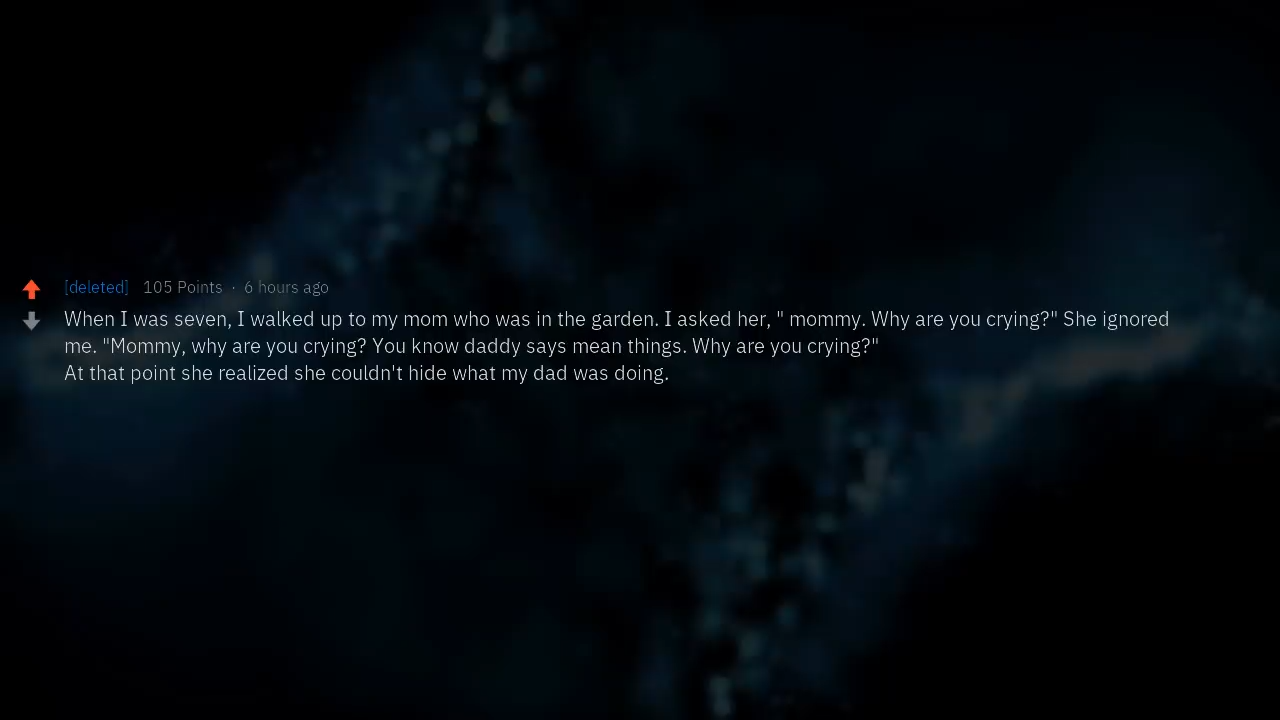 [deleted] 105 Points · 6 hours ago
When I was seven, I walked up to my mom who was in the garden. I asked her, " mommy. Why are you crying?" She ignored
me. "Mommy, why are you crying? You know daddy says mean things. Why are you crying?"
At that point she realized she couldn't hide what my dad was doing.